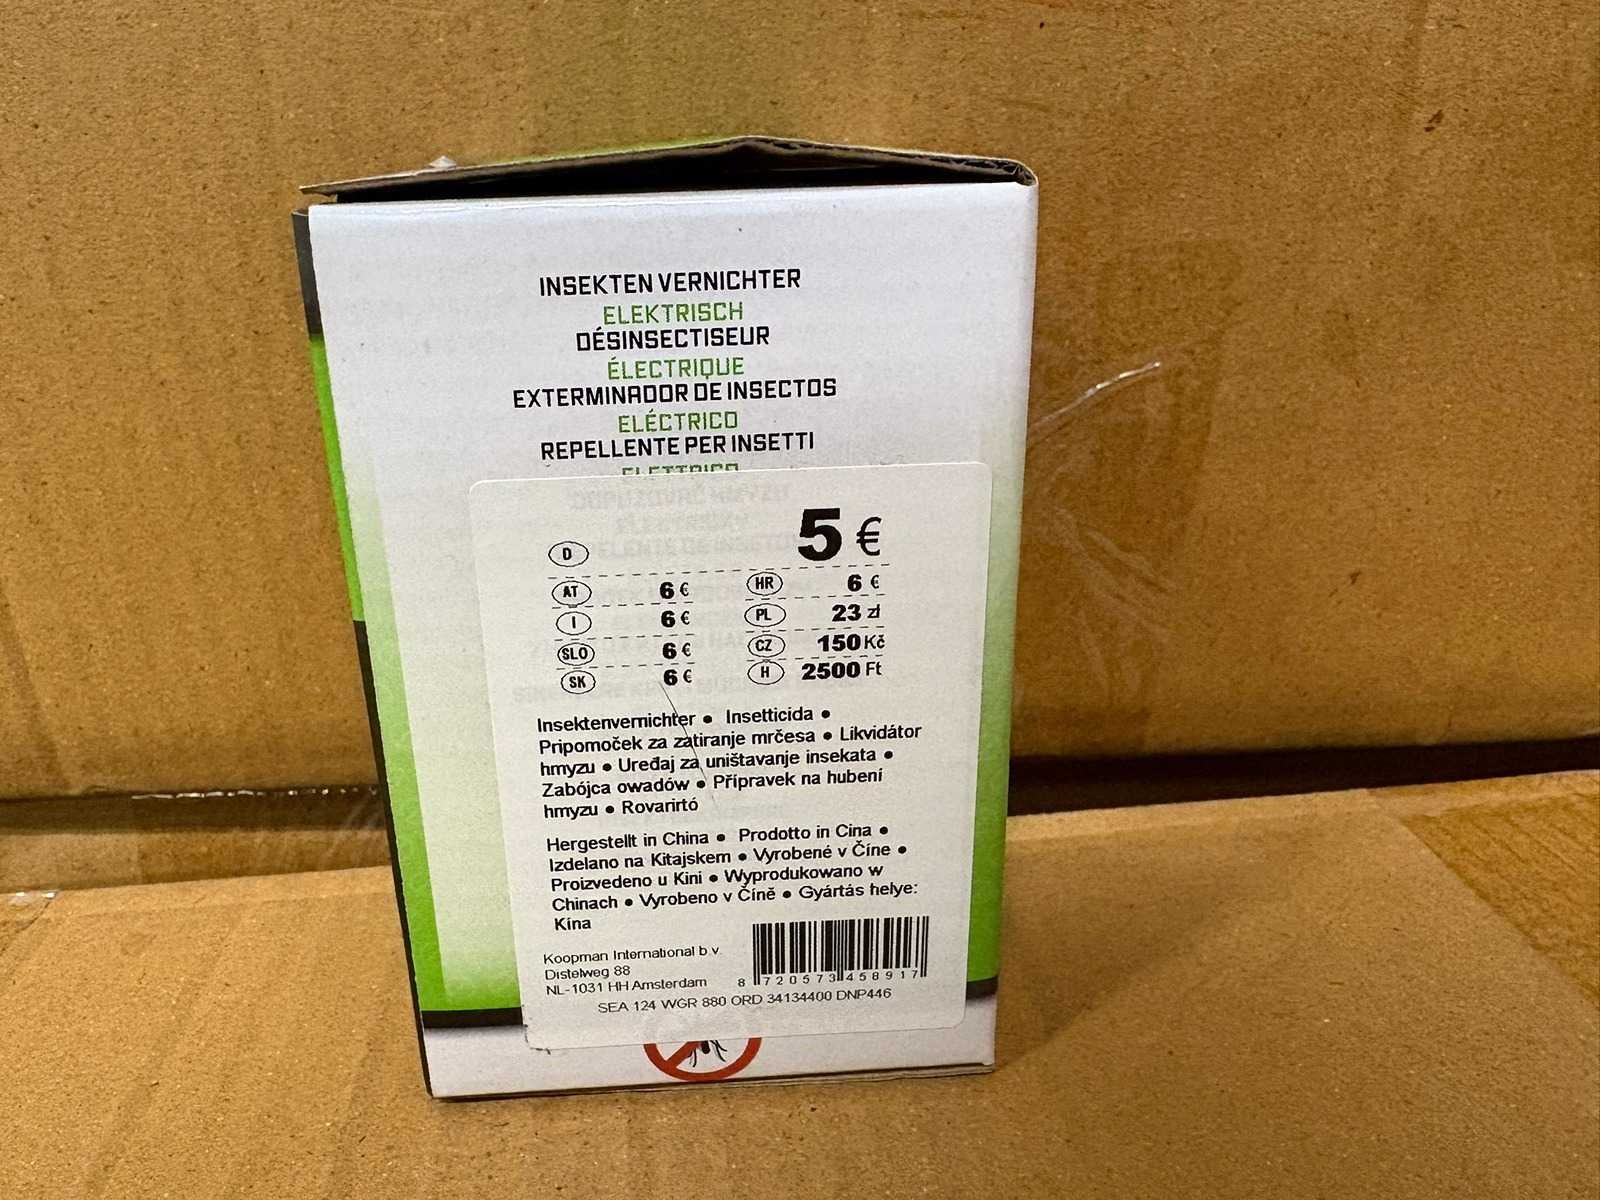 INSEKTEN VERNICHTER
ELEKTRISCH
DÉSINSECTISEUR
ÉLECTRIQUE
EXTERMINADOR DE INSECTOS
ELÉCTRICO
REPELLENTE PER INSETTI
ELETTRICO
D 5 €
AT 6 € HR 6 €
I 6 € PL 23 zł
SLO 6 € CZ 150 Kč
SK 6 € H 2500 Ft
Insektenvernichter • Insetticida •
Pripomoček za zatiranje mrčesa • Likvidátor
hmyzu • Uređaj za uništavanje insekata •
Zabójca owadów • Přípravek na hubení
hmyzu • Rovarirtó
Hergestellt in China • Prodotto in Cina •
Izdelano na Kitajskem • Vyrobené v Číne •
Proizvedeno u Kini • Wyprodukowano w
Chinach • Vyrobeno v Číně • Gyártás helye:
Kína
Koopman International b.v.
Distelweg 88
NL-1031 HH Amsterdam
8 720573 458917
SEA 124 WGR 880 ORD 34134400 DNP446